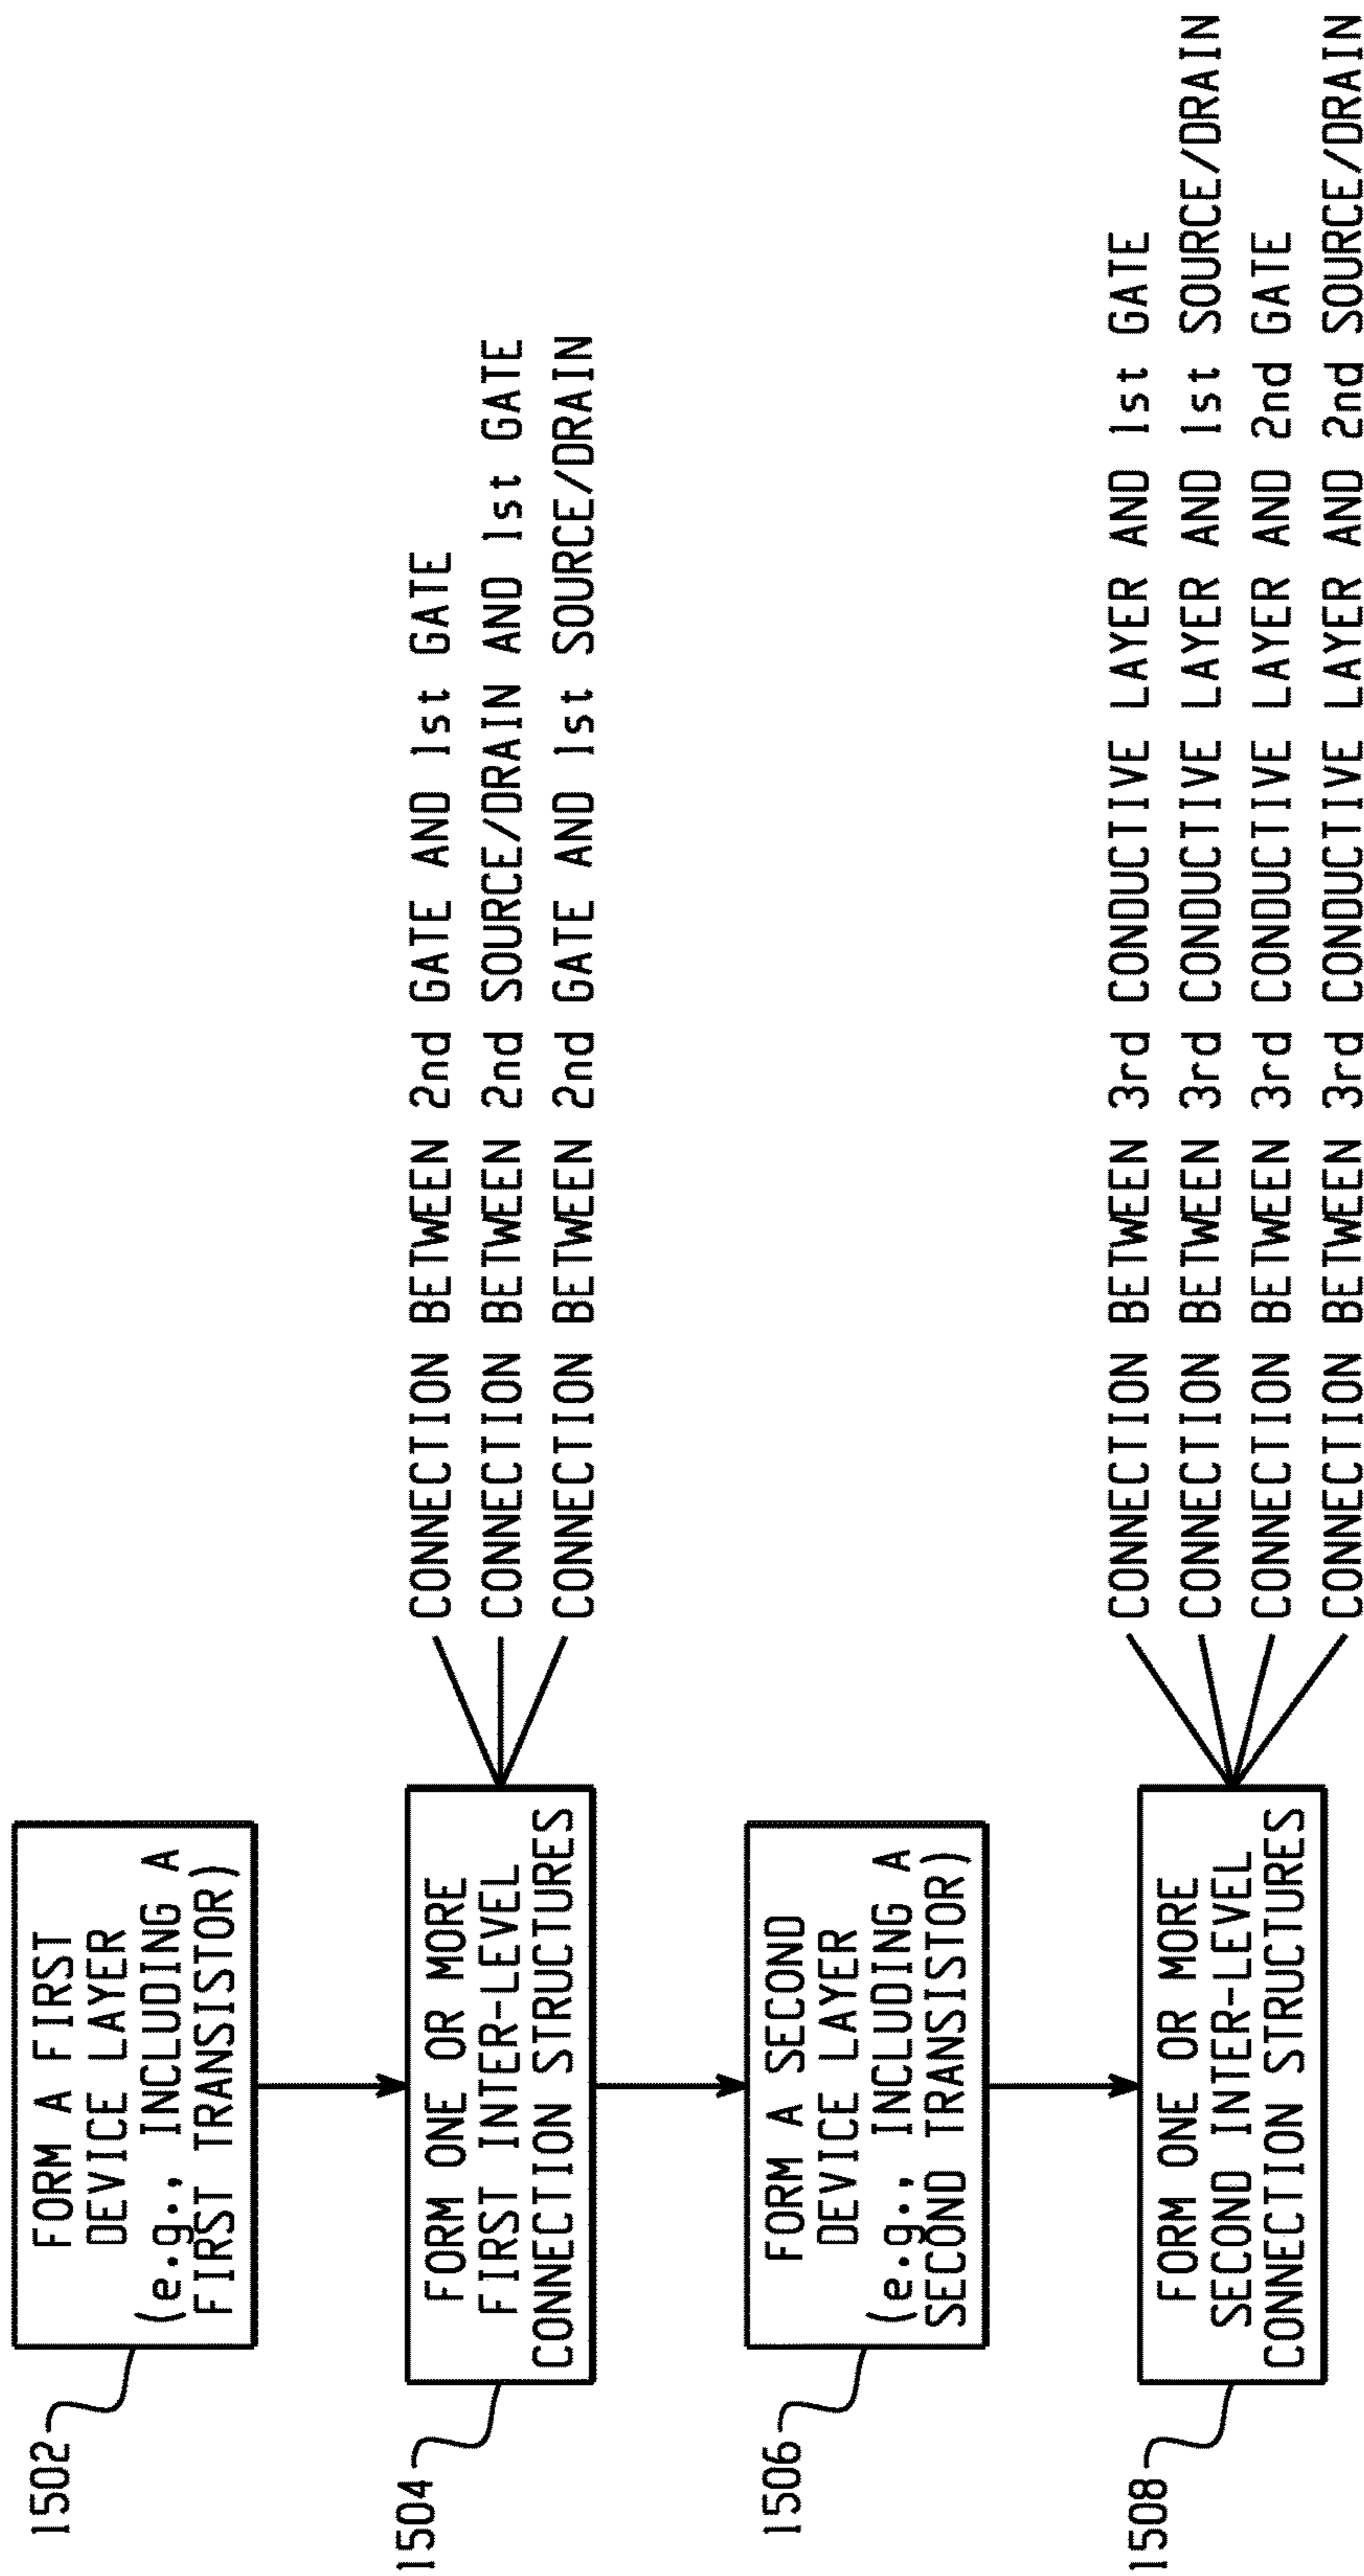 1502
FORM A FIRST
DEVICE LAYER
(e.g., INCLUDING A
FIRST TRANSISTOR)
1504
FORM ONE OR MORE
FIRST INTER-LEVEL
CONNECTION STRUCTURES
CONNECTION BETWEEN 2nd GATE AND 1st GATE
CONNECTION BETWEEN 2nd SOURCE/DRAIN AND 1st GATE
CONNECTION BETWEEN 2nd GATE AND 1st SOURCE/DRAIN
1506
FORM A SECOND
DEVICE LAYER
(e.g., INCLUDING A
SECOND TRANSISTOR)
1508
FORM ONE OR MORE
SECOND INTER-LEVEL
CONNECTION STRUCTURES
CONNECTION BETWEEN 3rd CONDUCTIVE LAYER AND 1st GATE
CONNECTION BETWEEN 3rd CONDUCTIVE LAYER AND 1st SOURCE/DRAIN
CONNECTION BETWEEN 3rd CONDUCTIVE LAYER AND 2nd GATE
CONNECTION BETWEEN 3rd CONDUCTIVE LAYER AND 2nd SOURCE/DRAIN